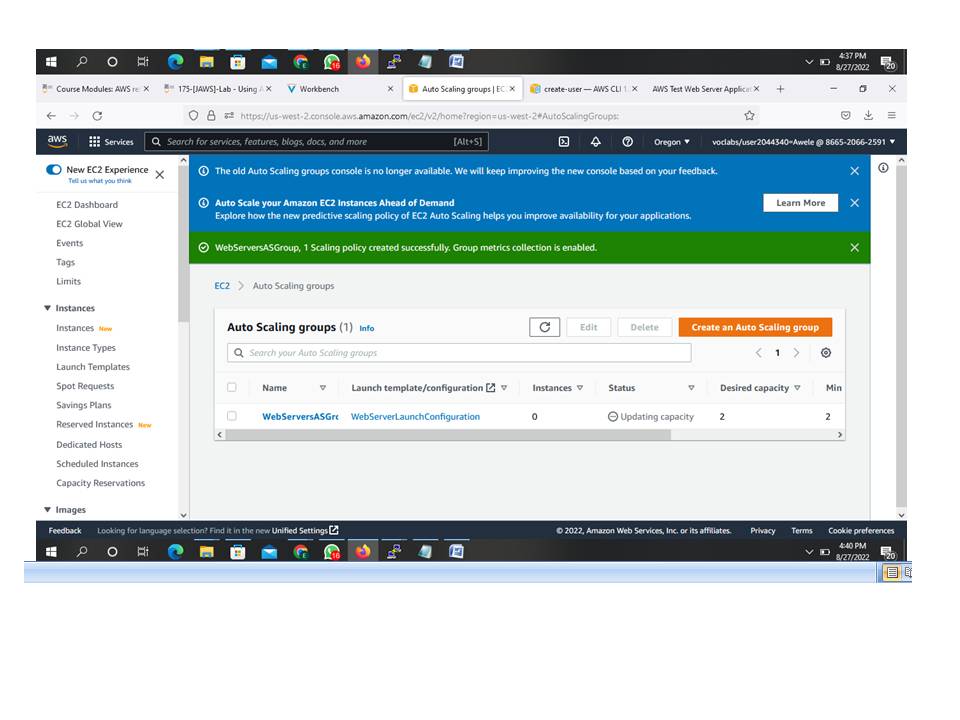 4:37 PM
8/27/2022
20
16
Course Modules: AWS re:
175-[JAWS]-Lab - Using A
Workbench
Auto Scaling groups | EC
create-user — AWS CLI 1.
AWS Test Web Server Applicat
https://us-west-2.console.aws.amazon.com/ec2/v2/home?region=us-west-2#AutoScalingGroups:
aws
Services
Search for services, features, blogs, docs, and more
[Alt+S]
Oregon
voclabs/user2044340=Awele @ 8665-2066-2591
New EC2 Experience
Tell us what you think
EC2 Dashboard
EC2 Global View
Events
Tags
Limits
Instances
Instances New
Instance Types
Launch Templates
Spot Requests
Savings Plans
Reserved Instances New
Dedicated Hosts
Scheduled Instances
Capacity Reservations
Images
The old Auto Scaling groups console is no longer available. We will keep improving the new console based on your feedback.
Auto Scale your Amazon EC2 Instances Ahead of Demand
Explore how the new predictive scaling policy of EC2 Auto Scaling helps you improve availability for your applications.
Learn More
WebServersASGroup, 1 Scaling policy created successfully. Group metrics collection is enabled.
EC2 > Auto Scaling groups
Auto Scaling groups (1) Info
Edit
Delete
Create an Auto Scaling group
Search your Auto Scaling groups
1
Name
Launch template/configuration
Instances
Status
Desired capacity
Min
WebServersASGrc
WebServerLaunchConfiguration
0
Updating capacity
2
2
Feedback
Looking for language selection? Find it in the new Unified Settings
© 2022, Amazon Web Services, Inc. or its affiliates.
Privacy
Terms
Cookie preferences
16
4:40 PM
8/27/2022
20